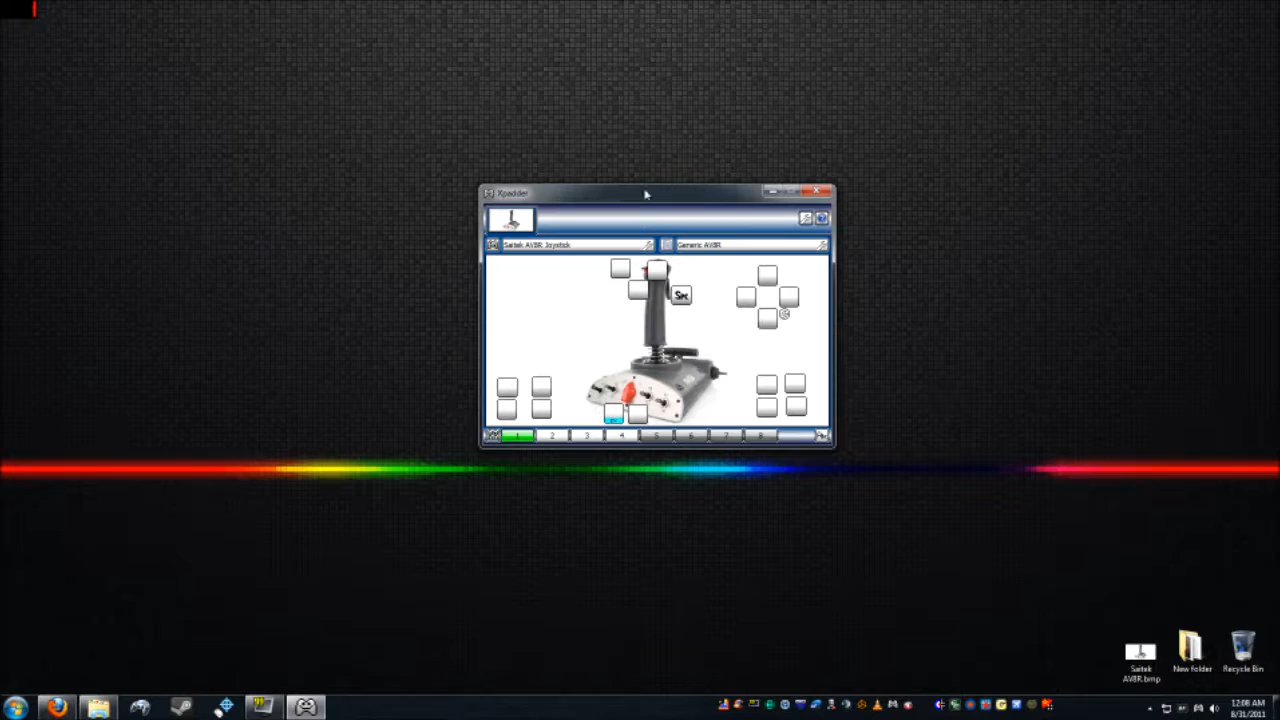 Xpadder
Saitek AV8R Joystick
Generic AV8R
1 2 3 4 5 6 7 8
Saitek
AV8R.bmp
New folder
Recycle Bin
12:08 AM
8/31/2011